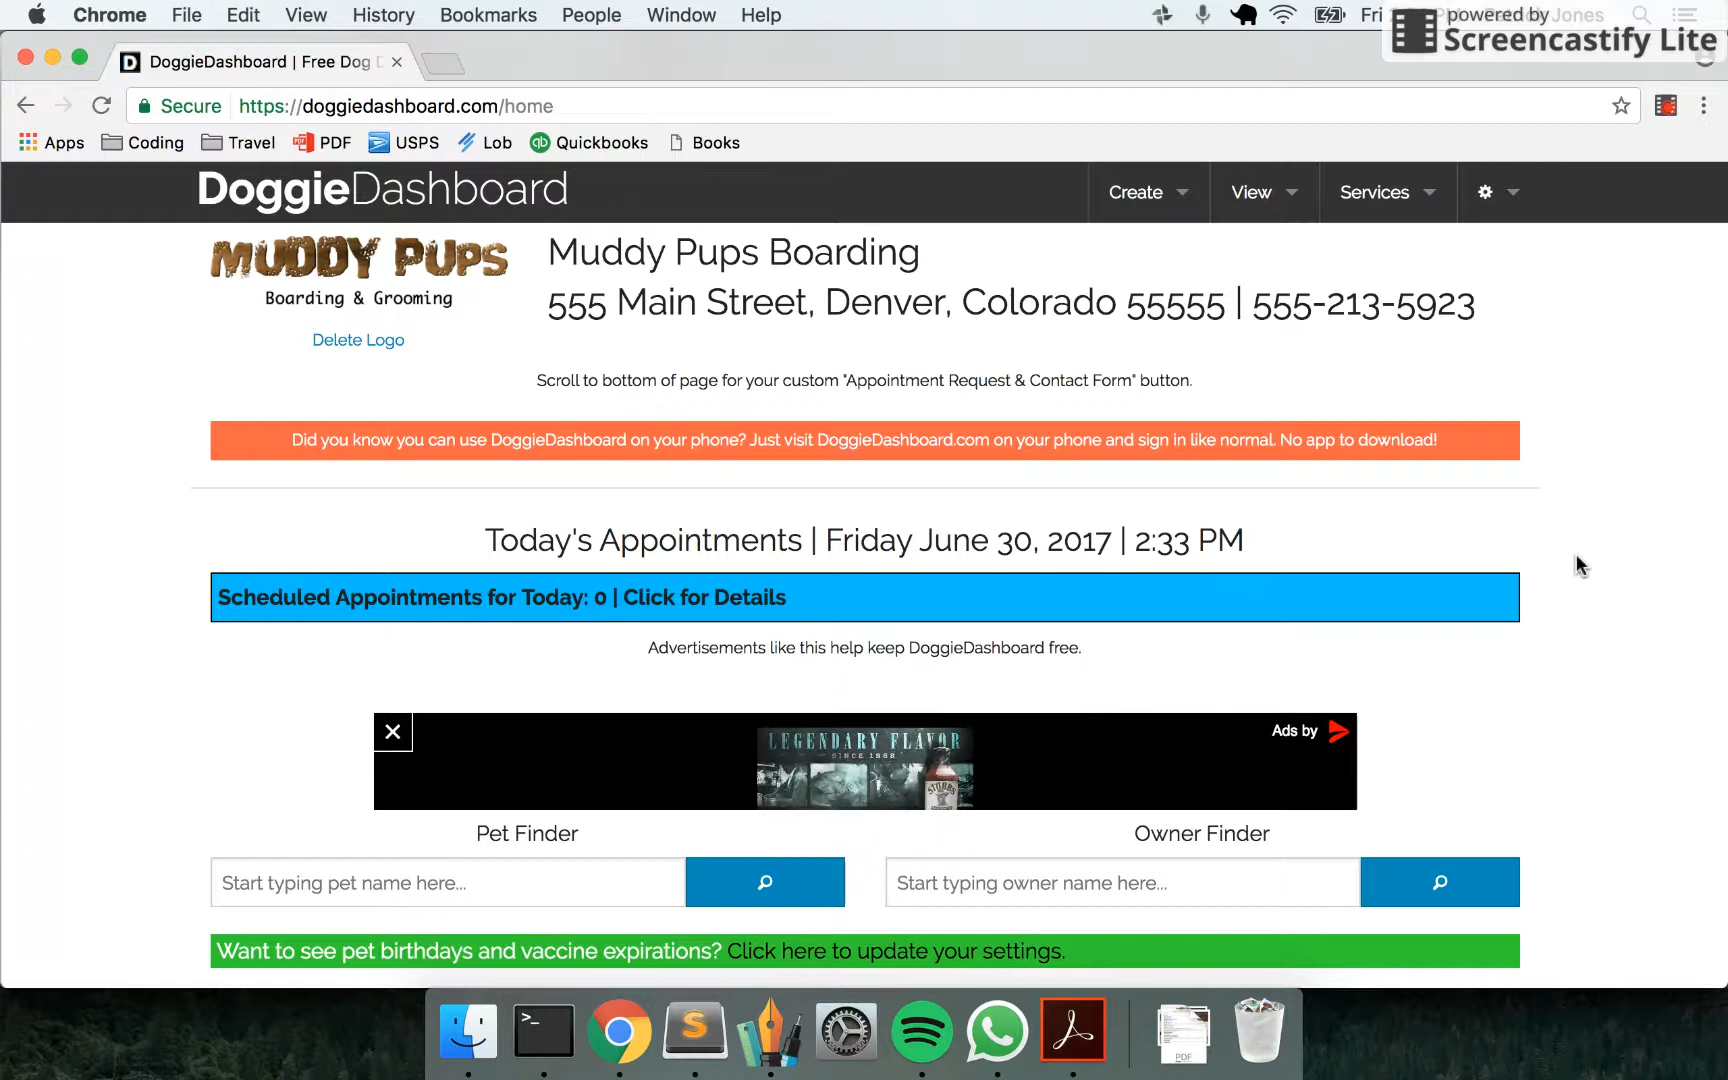 Chrome File Edit View History Bookmarks People Window Help Fri Jones
powered by
Screencastify Lite
DoggieDashboard | Free Dog
Secure https://doggiedashboard.com/home
Apps Coding Travel PDF USPS Lob Quickbooks Books
DoggieDashboard Create View Services
MUDDY PUPS
Boarding & Grooming
Delete Logo
Muddy Pups Boarding
555 Main Street, Denver, Colorado 55555 | 555-213-5923
Scroll to bottom of page for your custom "Appointment Request & Contact Form" button.
Did you know you can use DoggieDashboard on your phone? Just visit DoggieDashboard.com on your phone and sign in like normal. No app to download!
Today's Appointments | Friday June 30, 2017 | 2:33 PM
Scheduled Appointments for Today: 0 | Click for Details
Advertisements like this help keep DoggieDashboard free.
LEGENDARY FLAVOR
SINCE 1968
STUBB'S
Ads by
Pet Finder Owner Finder
Start typing pet name here... Start typing owner name here...
Want to see pet birthdays and vaccine expirations? Click here to update your settings.
PDF